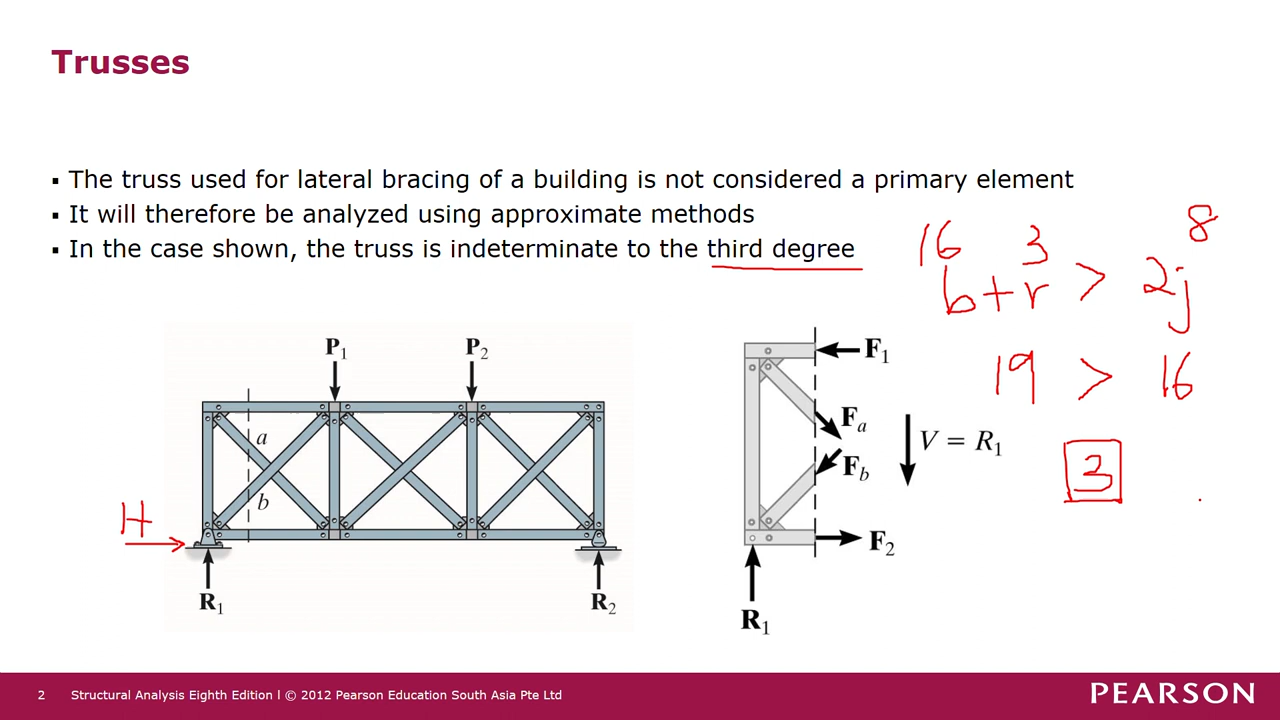 Trusses
▪ The truss used for lateral bracing of a building is not considered a primary element
▪ It will therefore be analyzed using approximate methods
▪ In the case shown, the truss is indeterminate to the third degree
16 3 8
b+r > 2j
19 > 16
3
P1 P2
a
b
H
R1 R2
F1
Fa
Fb
V = R1
F2
R1
2 Structural Analysis Eighth Edition l © 2012 Pearson Education South Asia Pte Ltd
PEARSON